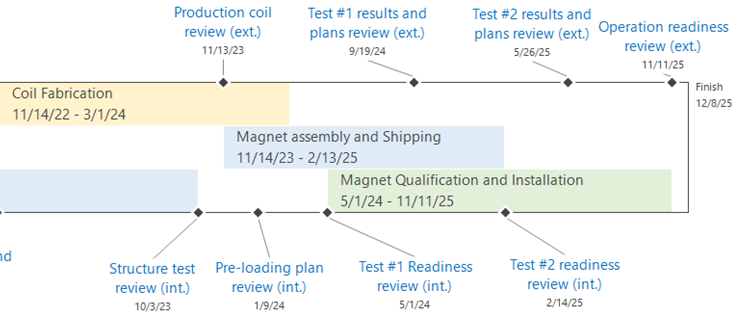 Production coil
review (ext.)
11/13/23
Test #1 results and
plans review (ext.)
9/19/24
Test #2 results and
plans review (ext.)
5/26/25
Operation readiness
review (ext.)
11/11/25
Coil Fabrication
11/14/22 - 3/1/24
Finish
12/8/25
Magnet assembly and Shipping
11/14/23 - 2/13/25
Magnet Qualification and Installation
5/1/24 - 11/11/25
Structure test
review (int.)
10/3/23
Pre-loading plan
review (int.)
1/9/24
Test #1 Readiness
review (int.)
5/1/24
Test #2 readiness
review (int.)
2/14/25